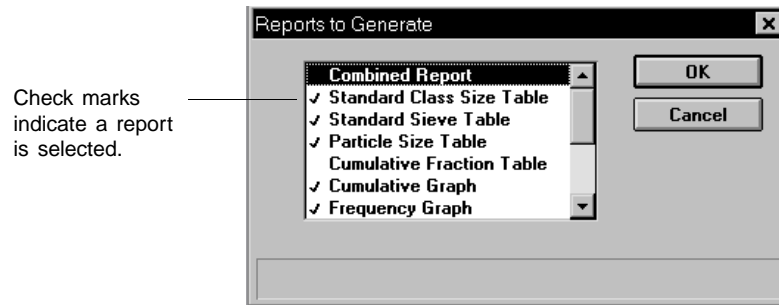 Reports to Generate
Check marks
indicate a report
is selected.
Combined Report
✓ Standard Class Size Table
✓ Standard Sieve Table
✓ Particle Size Table
Cumulative Fraction Table
✓ Cumulative Graph
✓ Frequency Graph
OK
Cancel